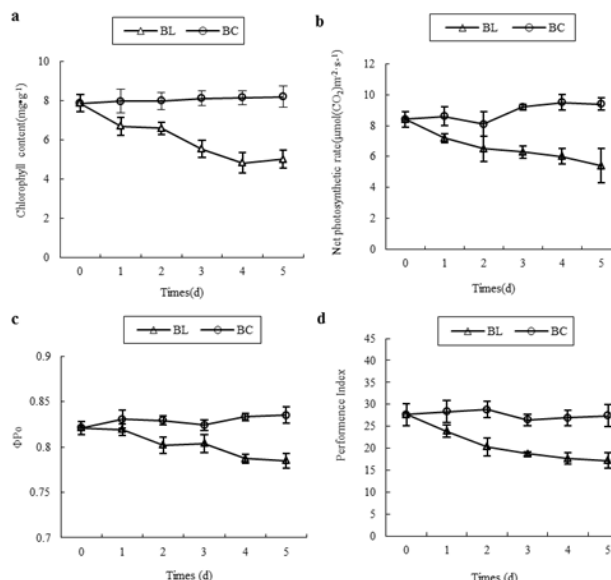 a
BL BC
Chlorophyll content(mg•g-1)
10
8
6
4
2
0
0 1 2 3 4 5
Times(d)
b
BL BC
Net photosynthetic rate(μmol(CO2)m-2·s-1)
14
12
10
8
6
4
2
0
0 1 2 3 4 5
Times(d)
c
BL BC
ΦPo
0.9
0.85
0.8
0.75
0.7
0 1 2 3 4 5
Times (d)
d
BL BC
Performence Index
45
40
35
30
25
20
15
10
5
0
0 1 2 3 4 5
Times (d)